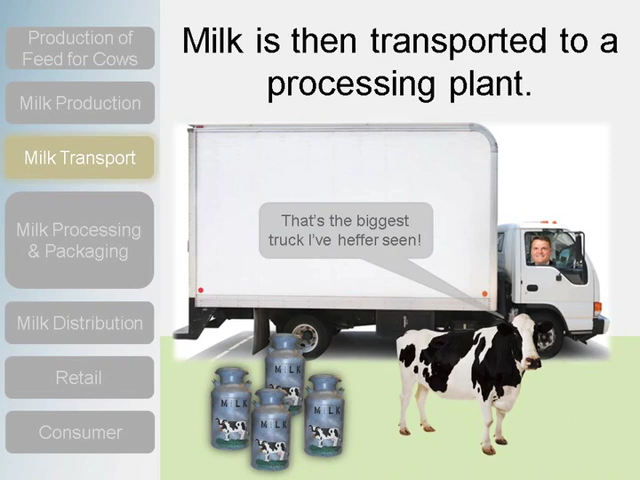 Production of
Feed for Cows
Milk Production
Milk Transport
Milk Processing
& Packaging
Milk Distribution
Retail
Consumer
Milk is then transported to a
processing plant.
That's the biggest
truck I've heffer seen!
MILK
MILK
MILK
MILK